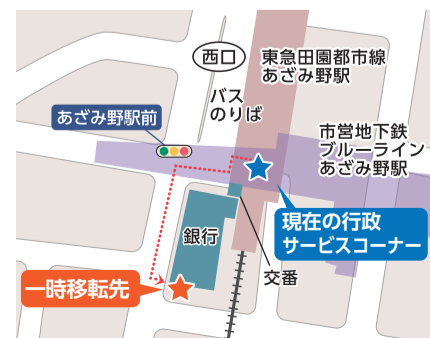 西口
東急田園都市線
あざみ野駅
バス
のりば
あざみ野駅前
市営地下鉄
ブルーライン
あざみ野駅
現在の行政
サービスコーナー
銀行
交番
一時移転先